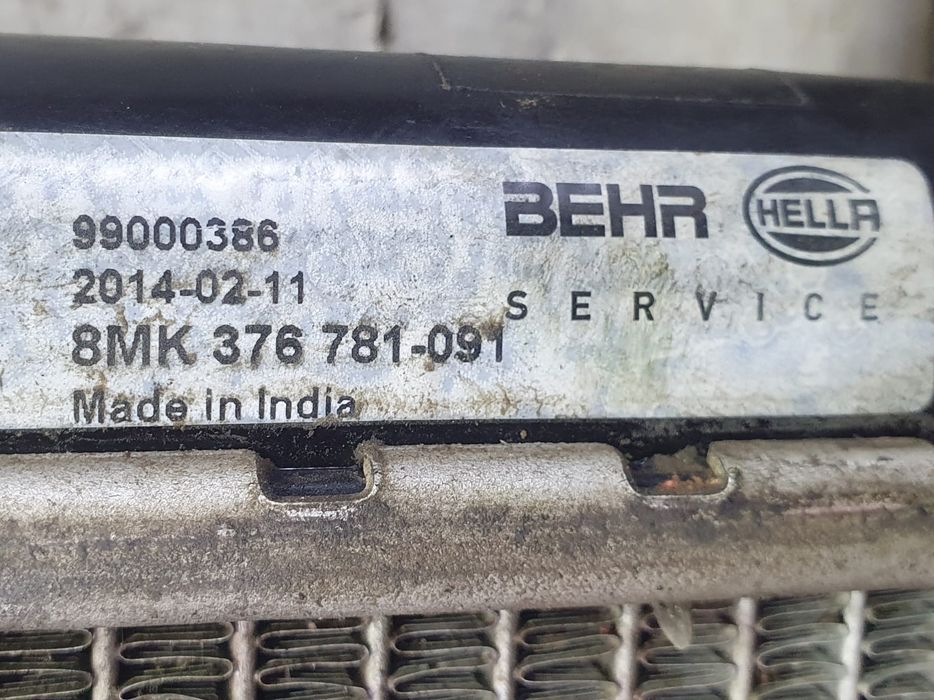 BEHR HELLA
SERVICE
99000386
2014-02-11
8MK 376 781-091
Made in India